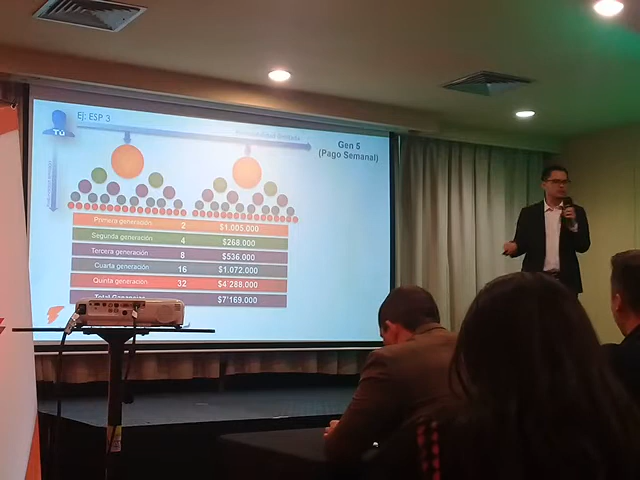 Ej: ESP 3
Tú
Gen 5
(Pago Semanal)
Primera generación 2 $1.005.000
Segunda generación 4 $268.000
Tercera generación 8 $536.000
Cuarta generación 16 $1.072.000
Quinta generación 32 $4'288.000
Total Ganancias $7'169.000